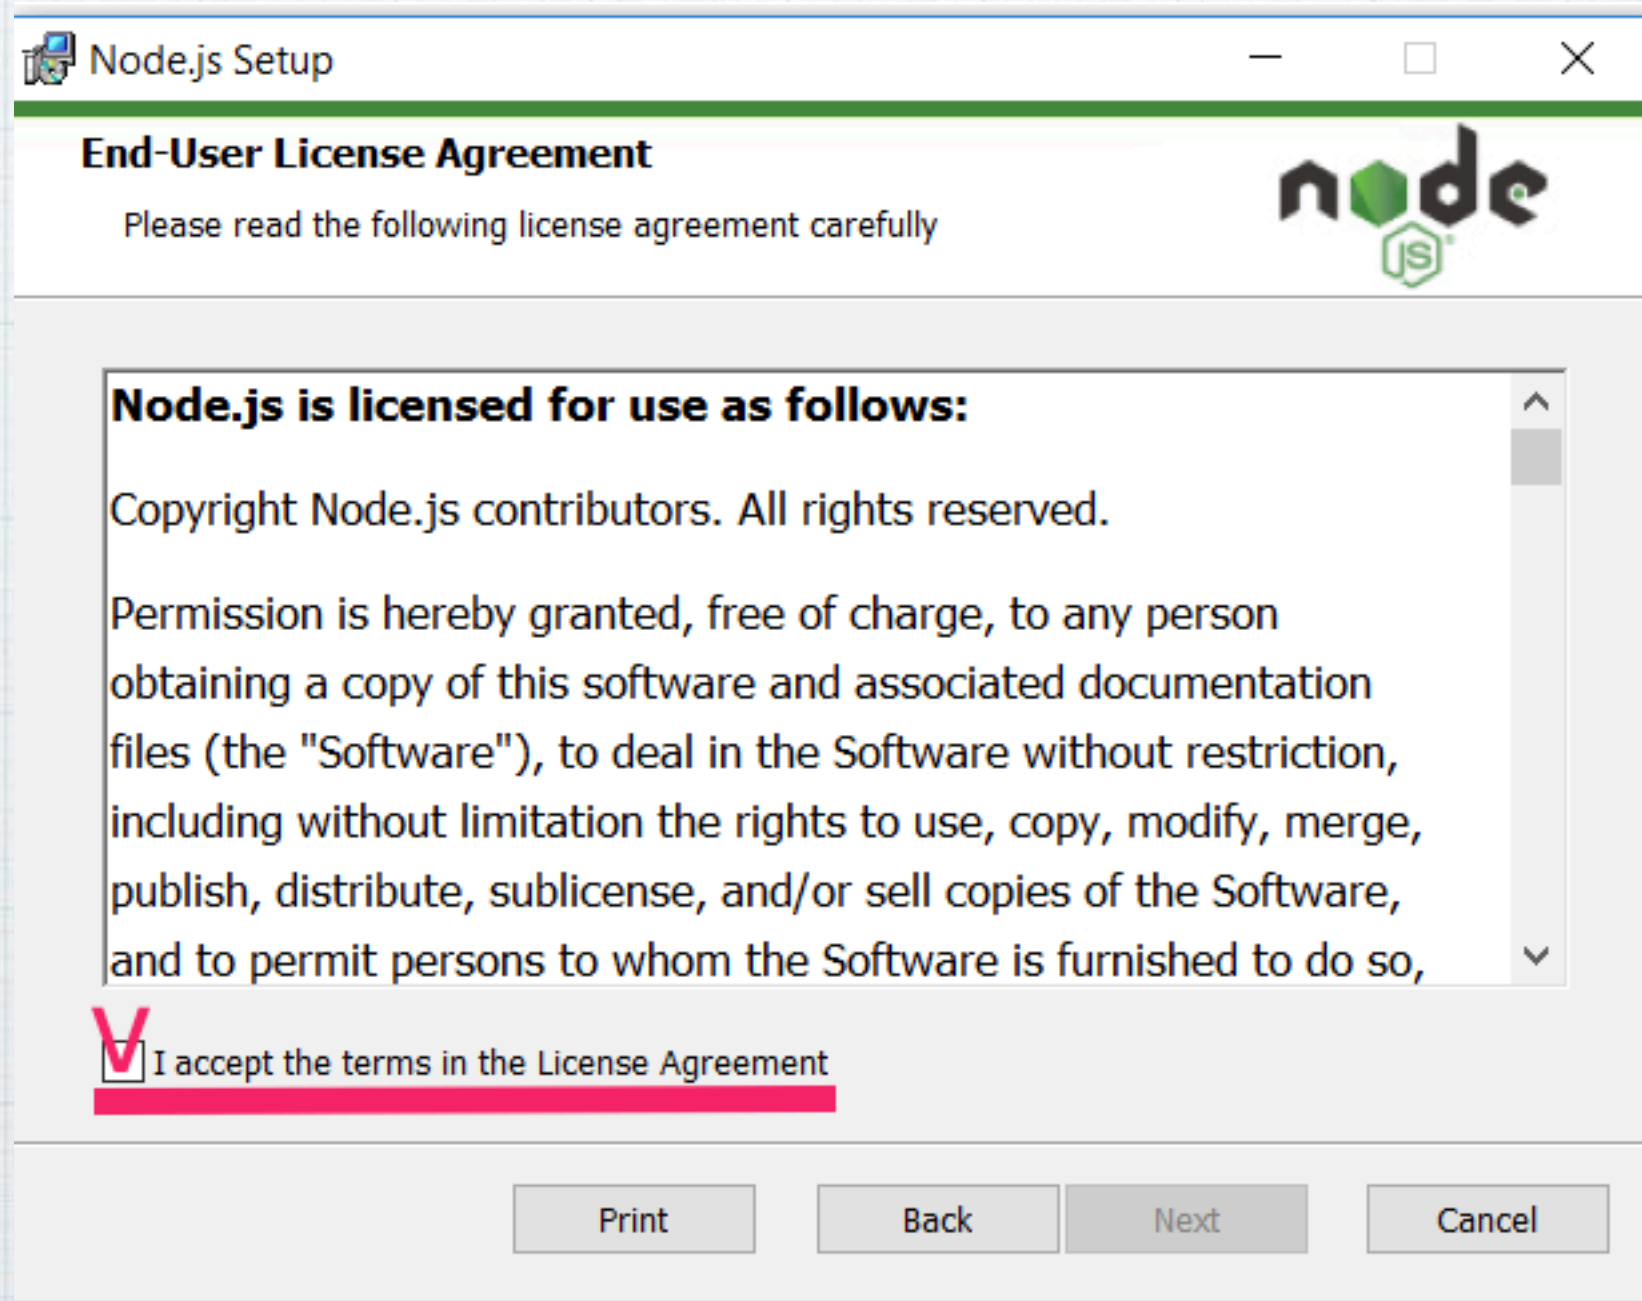 Node.js Setup
End-User License Agreement
Please read the following license agreement carefully
node
JS
Node.js is licensed for use as follows:
Copyright Node.js contributors. All rights reserved.
Permission is hereby granted, free of charge, to any person
obtaining a copy of this software and associated documentation
files (the "Software"), to deal in the Software without restriction,
including without limitation the rights to use, copy, modify, merge,
publish, distribute, sublicense, and/or sell copies of the Software,
and to permit persons to whom the Software is furnished to do so,
V
I accept the terms in the License Agreement
Print
Back
Next
Cancel